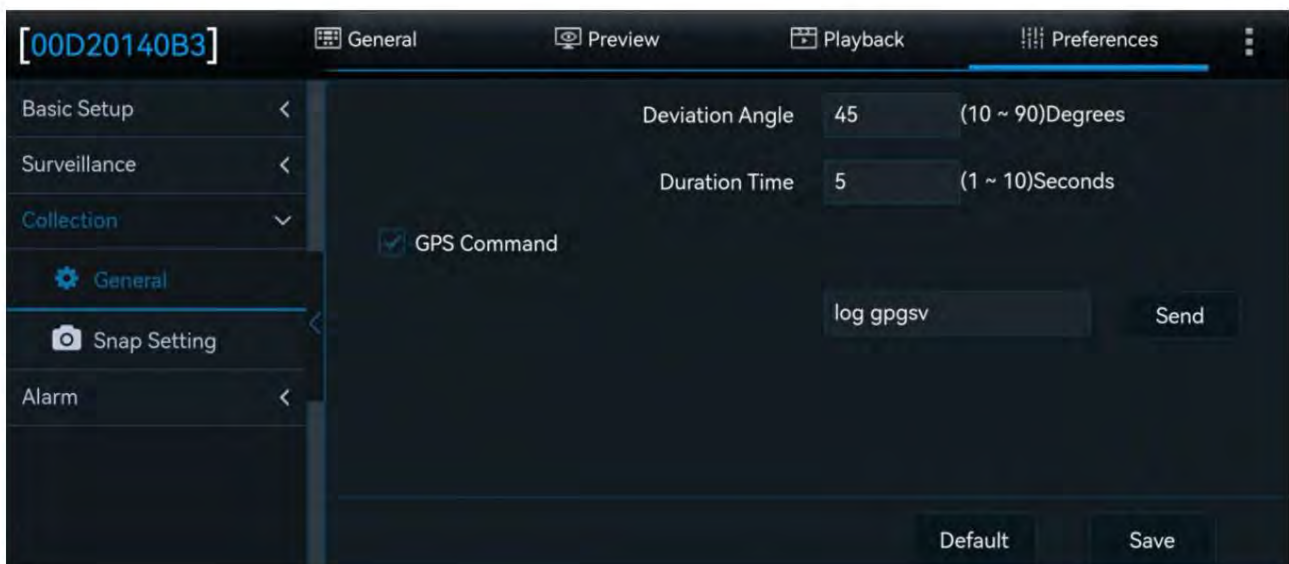 [00D20140B3] General Preview Playback Preferences
Basic Setup
Surveillance
Collection
General
Snap Setting
Alarm
Deviation Angle 45 (10 ~ 90)Degrees
Duration Time 5 (1 ~ 10)Seconds
GPS Command
log gpgsv Send
Default Save